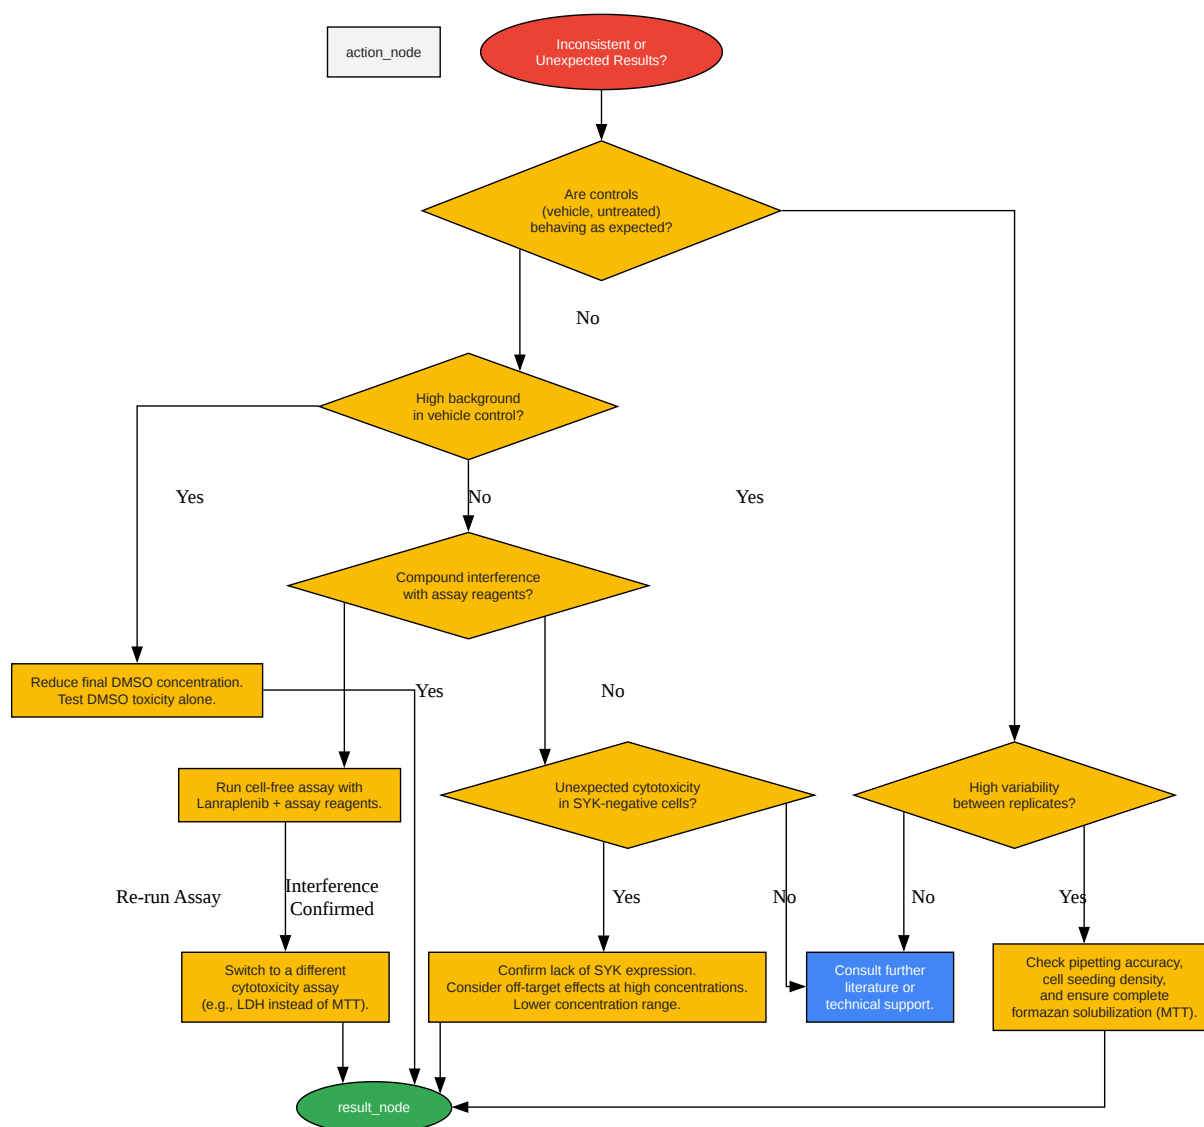 action_node
Inconsistent or
Unexpected Results?
Are controls
(vehicle, untreated)
behaving as expected?
No
High background
in vehicle control?
Yes
No
Yes
Compound interference
with assay reagents?
Reduce final DMSO concentration.
Test DMSO toxicity alone.
Yes
No
Run cell-free assay with
Lanraplenib + assay reagents.
Unexpected cytotoxicity
in SYK-negative cells?
High variability
between replicates?
Re-run Assay
Interference
Confirmed
Yes
No
No
Yes
Switch to a different
cytotoxicity assay
(e.g., LDH instead of MTT).
Confirm lack of SYK expression.
Consider off-target effects at high concentrations.
Lower concentration range.
Consult further
literature or
technical support.
Check pipetting accuracy,
cell seeding density,
and ensure complete
formazan solubilization (MTT).
result_node